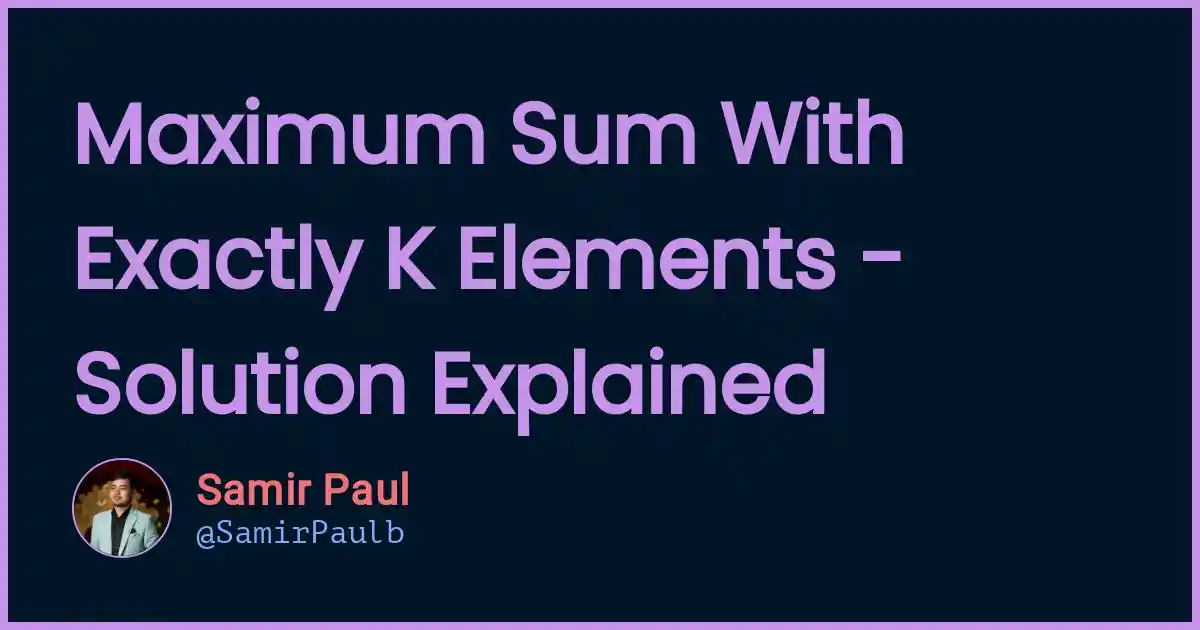 Maximum Sum With
Exactly K Elements -
Solution Explained
Samir Paul
@SamirPaulb